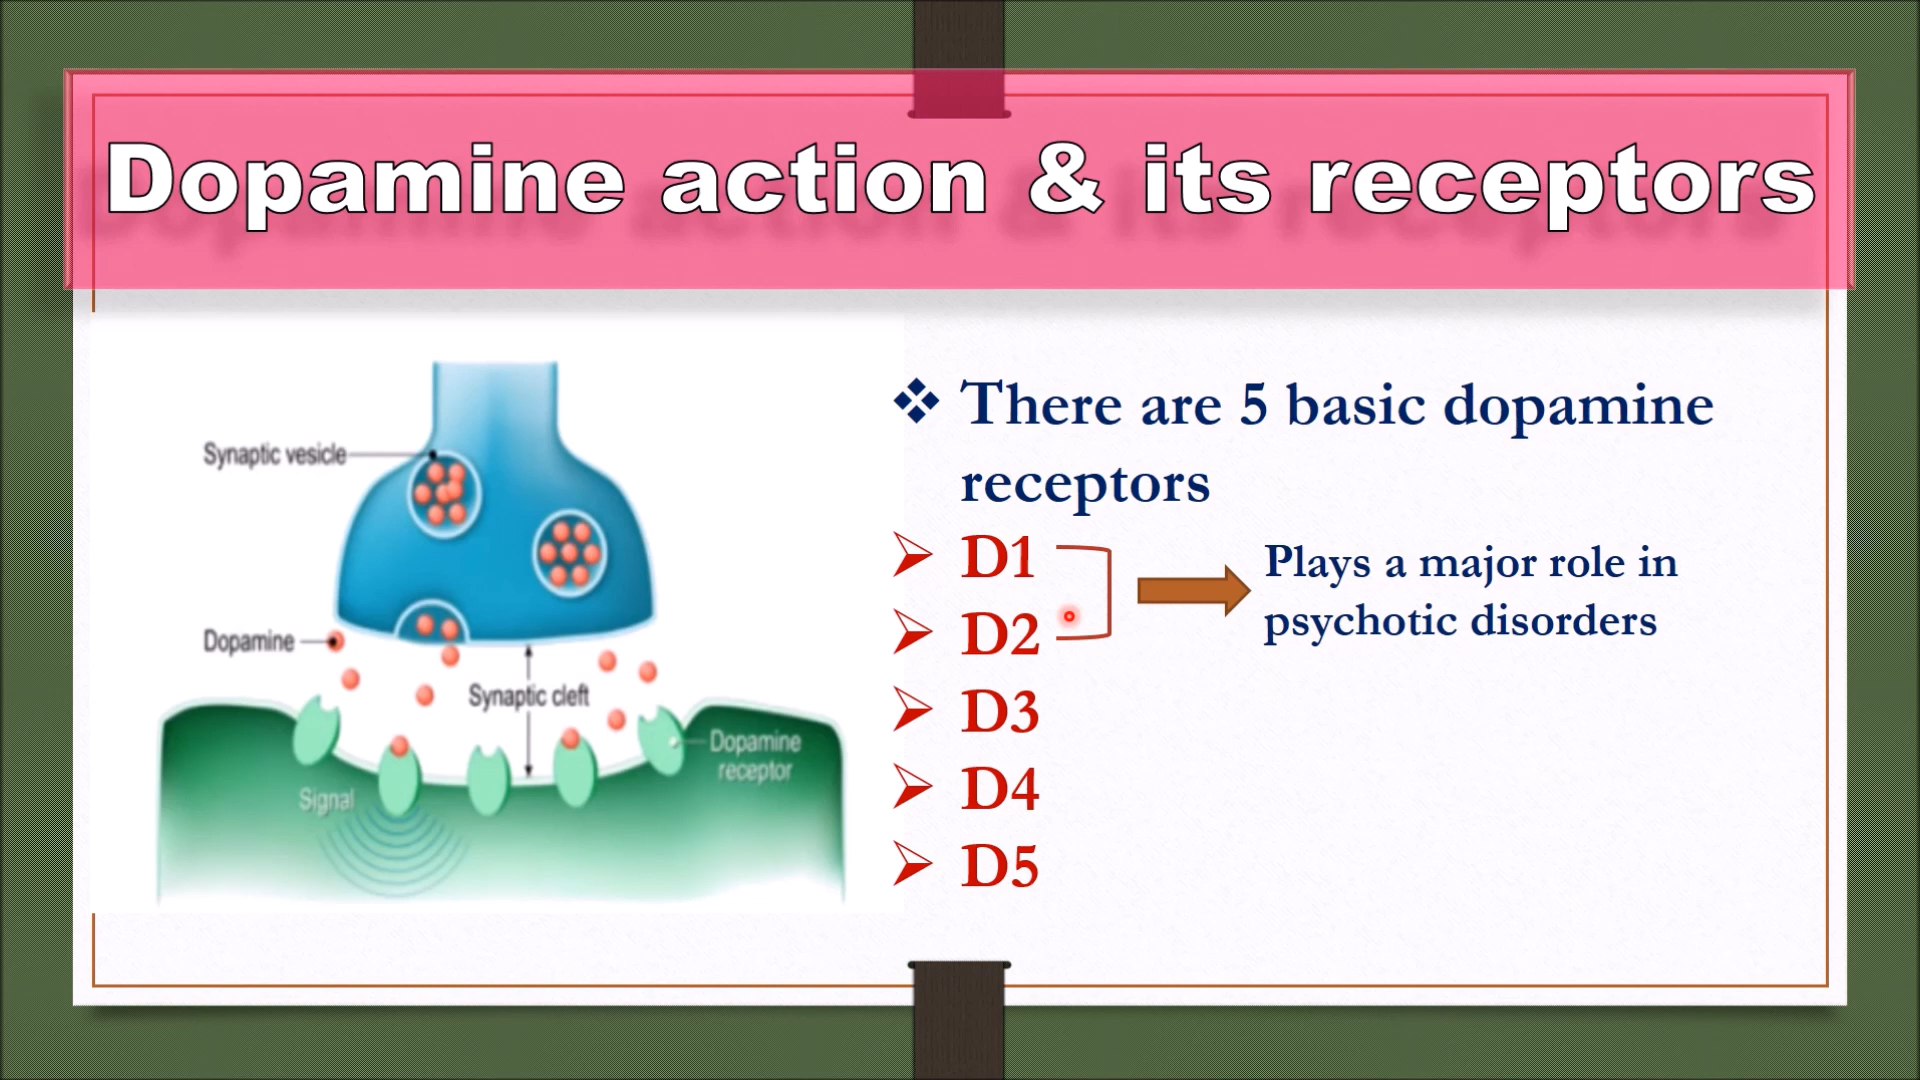 Dopamine action & its receptors
Synaptic vesicle
Dopamine
Synaptic cleft
Dopamine
receptor
Signal
There are 5 basic dopamine
receptors
D1
D2
D3
D4
D5
Plays a major role in
psychotic disorders